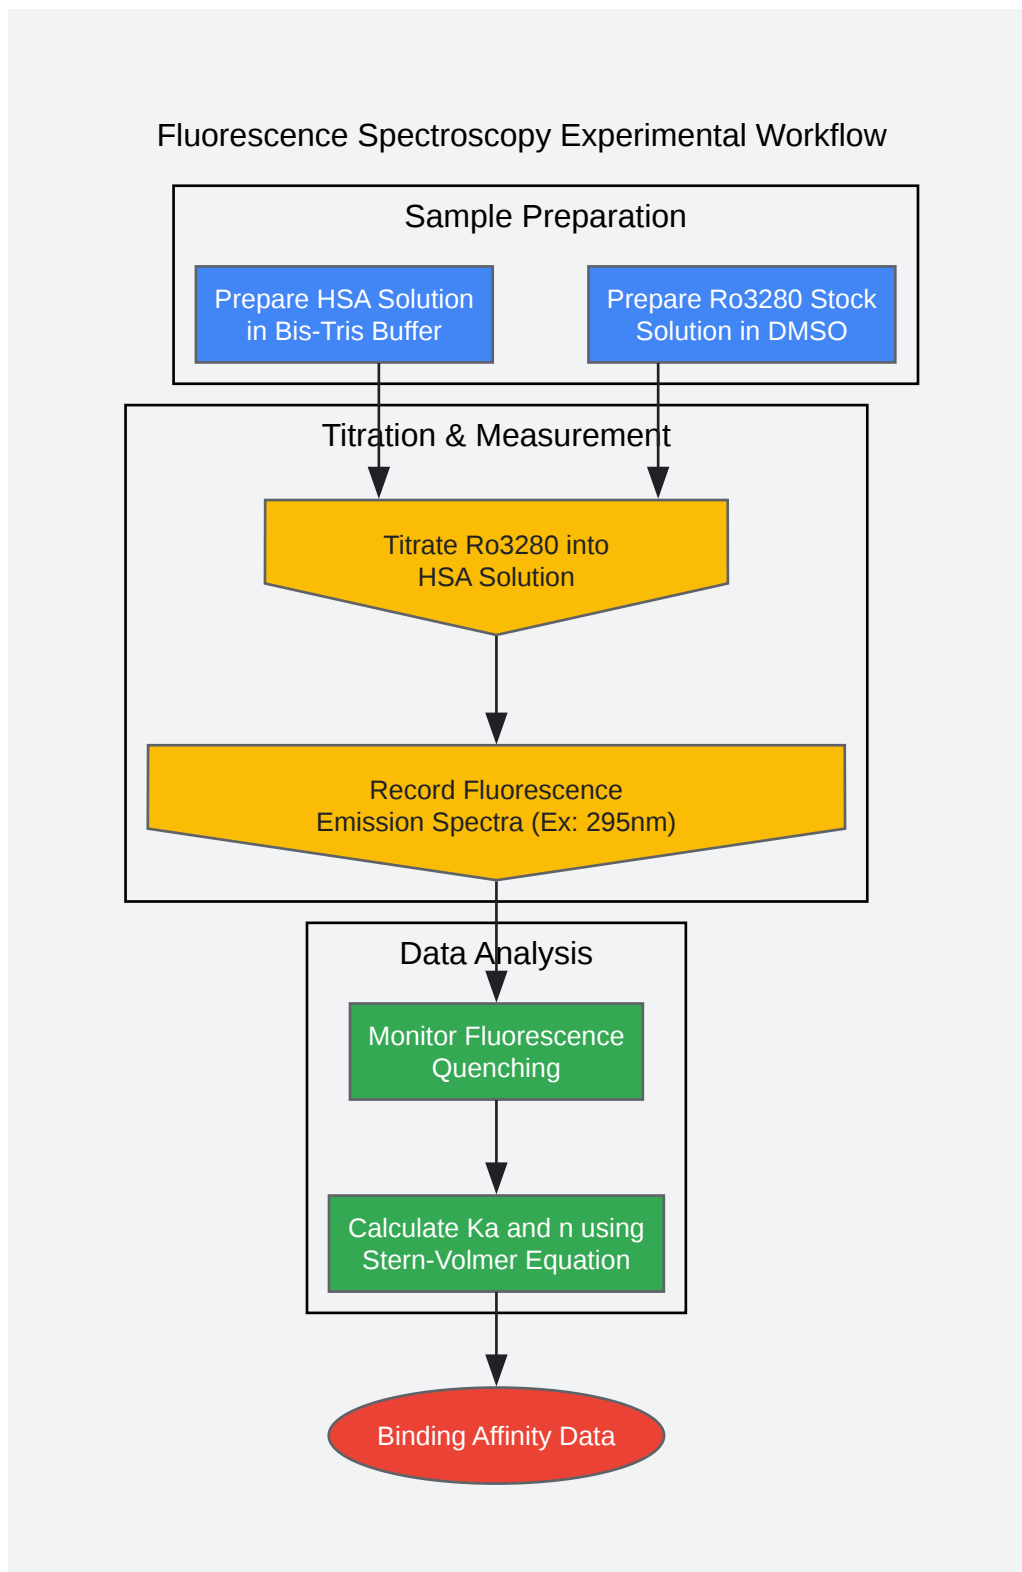 Fluorescence Spectroscopy Experimental Workflow
Sample Preparation
Prepare HSA Solution
in Bis-Tris Buffer
Prepare Ro3280 Stock
Solution in DMSO
Titration & Measurement
Titrate Ro3280 into
HSA Solution
Record Fluorescence
Emission Spectra (Ex: 295nm)
Data Analysis
Monitor Fluorescence
Quenching
Calculate Ka and n using
Stern-Volmer Equation
Binding Affinity Data